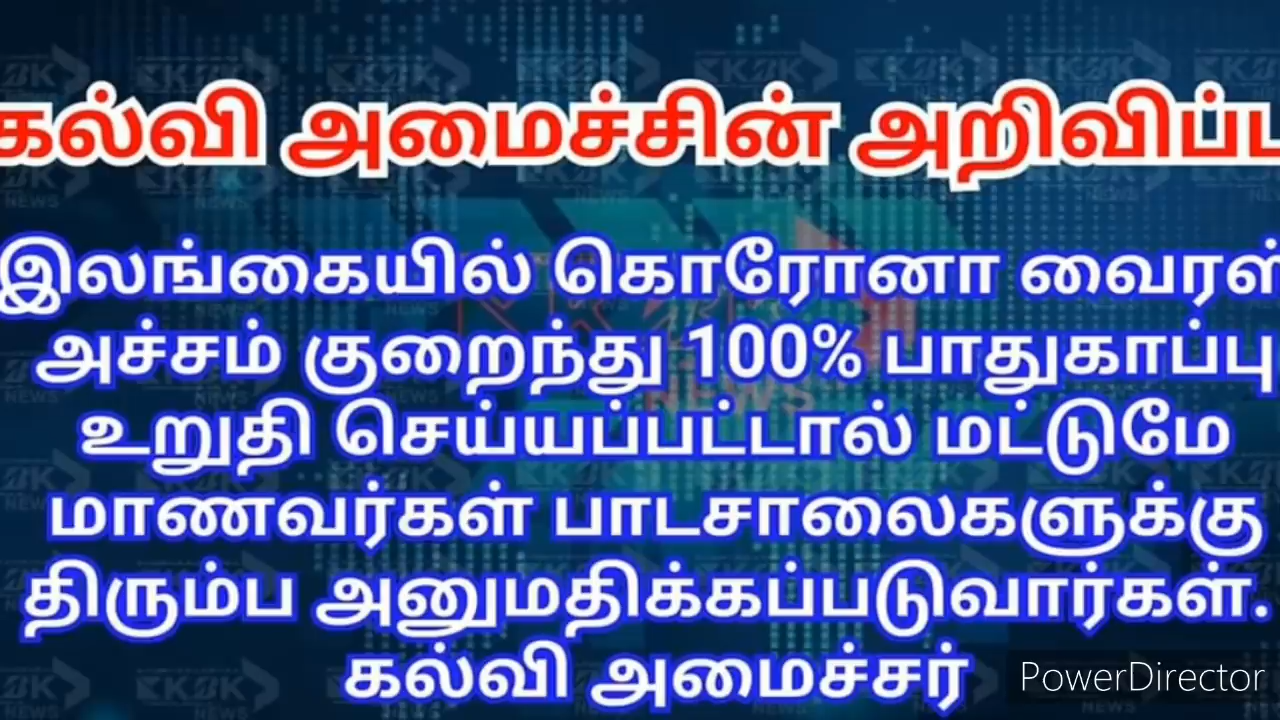 கல்வி அமைச்சின் அறிவிப்ப
இலங்கையில் கொரோனா வைரஸ்
அச்சம் குறைந்து 100% பாதுகாப்பு
உறுதி செய்யப்பட்டால் மட்டுமே
மாணவர்கள் பாடசாலைகளுக்கு
திரும்ப அனுமதிக்கப்படுவார்கள்.
கல்வி அமைச்சர்
PowerDirector
NEWS